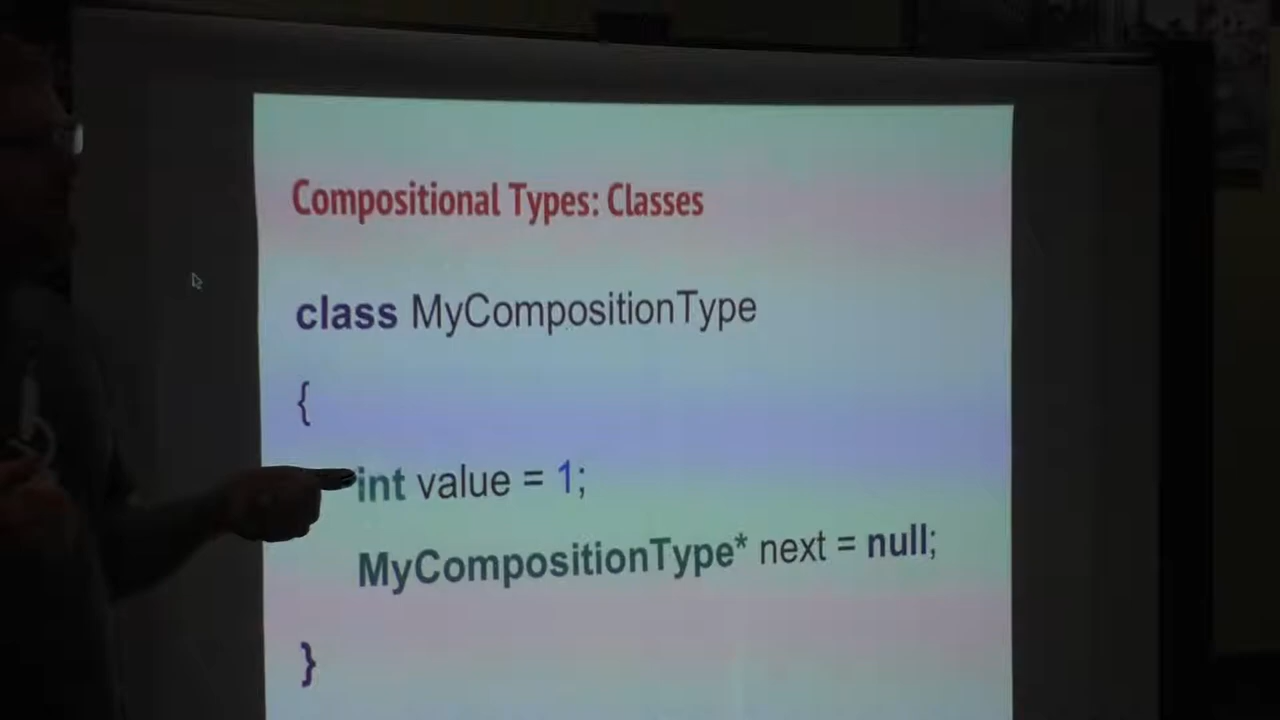 Compositional Types: Classes
class MyCompositionType
{
int value = 1;
MyCompositionType* next = null;
}